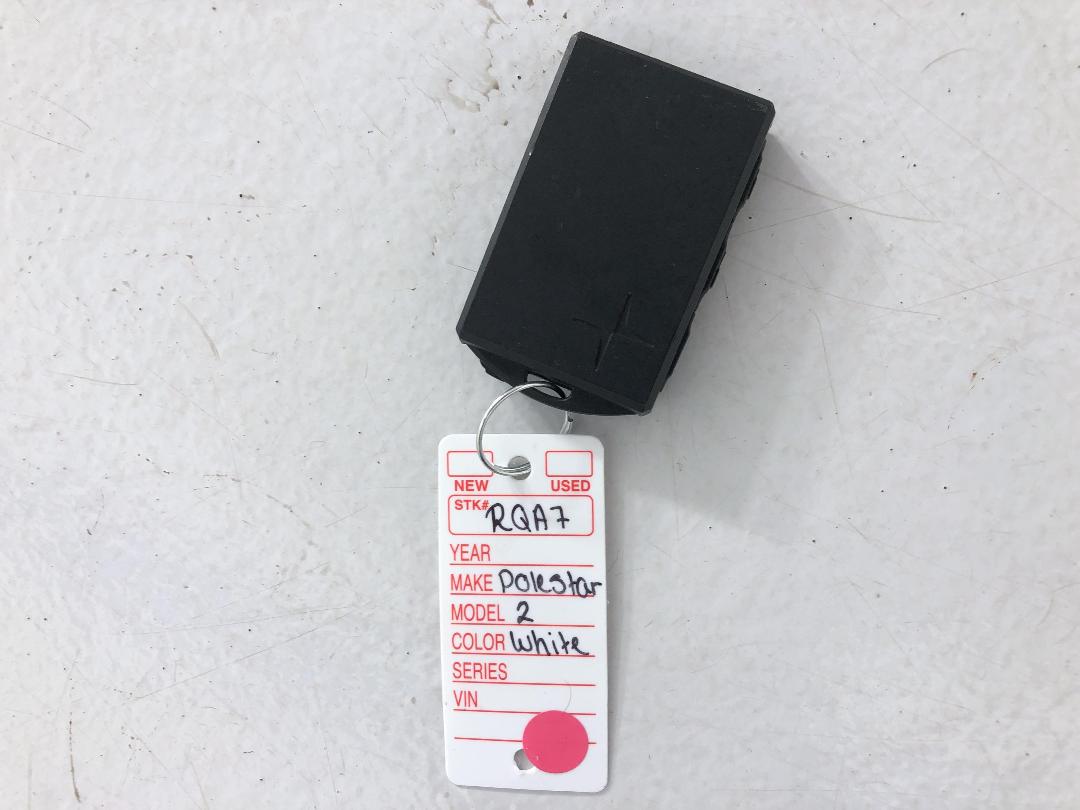 NEW USED
STK# RQA7
YEAR
MAKE Polestar
MODEL 2
COLOR White
SERIES
VIN